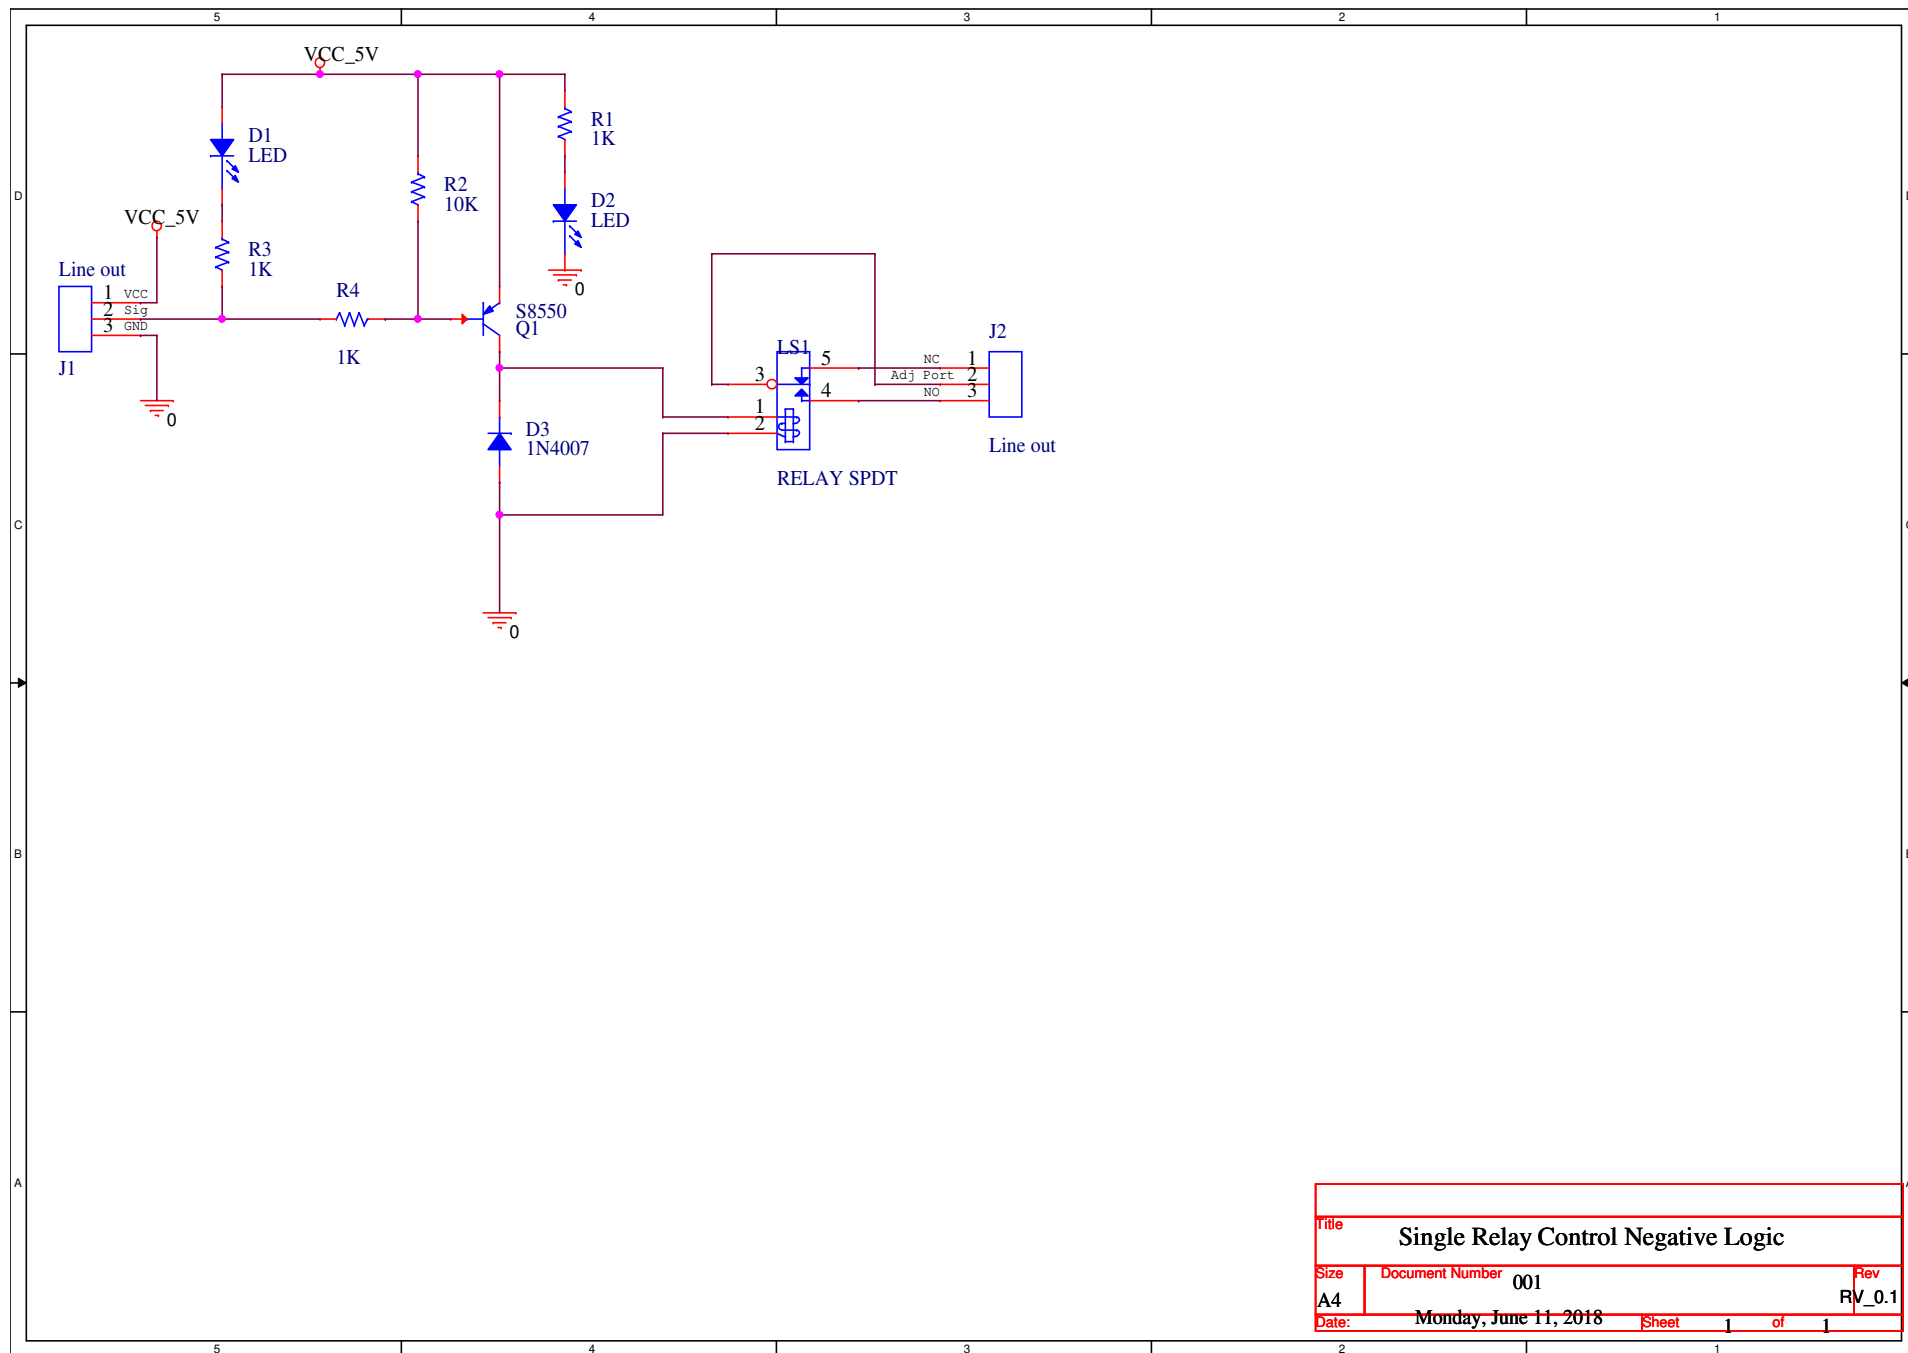 5 4 3 2 1
VCC_5V
D1
LED
R1
1K
R2
10K
D2
LED
D
VCC_5V
R3
1K
Line out
1 VCC
2 Sig
3 GND
J1
0
R4
1K
S8550
Q1
0
LS1
3
1
2
5
4
RELAY SPDT
J2
NC 1
Adj Port 2
NO 3
Line out
D3
1N4007
C
0
B
A
Title
Single Relay Control Negative Logic
Size
A4
Document Number
001
Rev
RV_0.1
Date:
Monday, June 11, 2018
Sheet 1 of 1
5 4 3 2 1